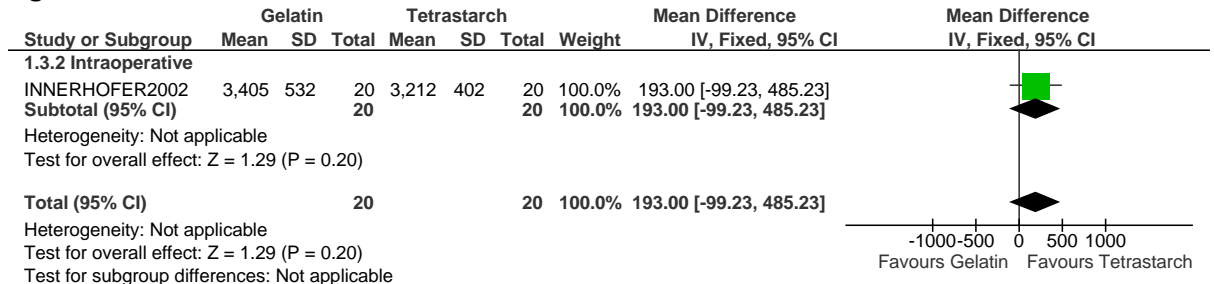 Gelatin Tetrastarch Mean Difference Mean Difference
Study or Subgroup Mean SD Total Mean SD Total Weight IV, Fixed, 95% CI IV, Fixed, 95% CI
1.3.2 Intraoperative
INNERHOFER2002 3,405 532 20 3,212 402 20 100.0% 193.00 [-99.23, 485.23]
Subtotal (95% CI) 20 20 100.0% 193.00 [-99.23, 485.23]
Heterogeneity: Not applicable
Test for overall effect: Z = 1.29 (P = 0.20)
Total (95% CI) 20 20 100.0% 193.00 [-99.23, 485.23]
Heterogeneity: Not applicable
Test for overall effect: Z = 1.29 (P = 0.20)
Test for subgroup differences: Not applicable
-1000 -500 0 500 1000
Favours Gelatin Favours Tetrastarch